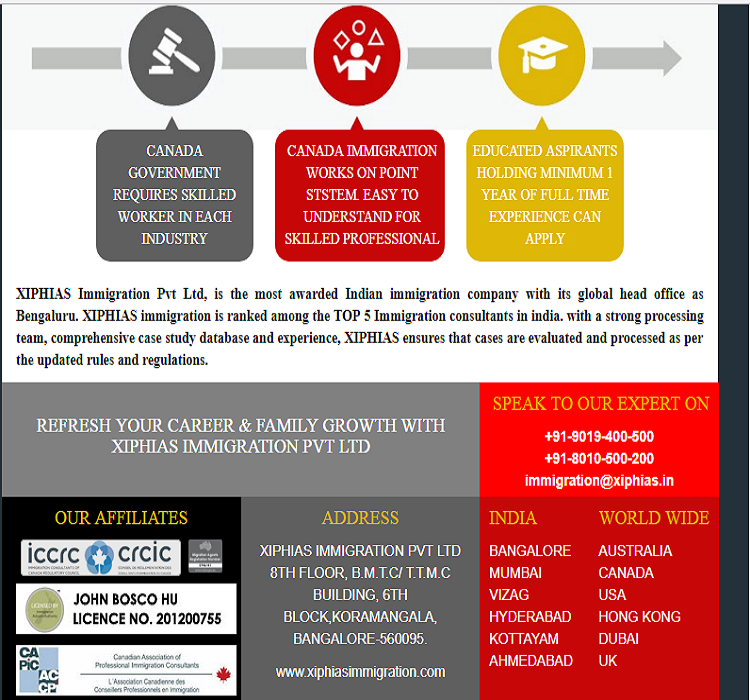 CANADA
GOVERNMENT
REQUIRES SKILLED
WORKER IN EACH
INDUSTRY
CANADA IMMIGRATION
WORKS ON POINT
STSTEM. EASY TO
UNDERSTAND FOR
SKILLED PROFESSIONAL
EDUCATED ASPIRANTS
HOLDING MINIMUM 1
YEAR OF FULL TIME
EXPERIENCE CAN
APPLY
XIPHIAS Immigration Pvt Ltd, is the most awarded Indian immigration company with its global head office as
Bengaluru. XIPHIAS immigration is ranked among the TOP 5 Immigration consultants in india. with a strong processing
team, comprehensive case study database and experience, XIPHIAS ensures that cases are evaluated and processed as per
the updated rules and regulations.
REFRESH YOUR CAREER & FAMILY GROWTH WITH
XIPHIAS IMMIGRATION PVT LTD
SPEAK TO OUR EXPERT ON
+91-9019-400-500
+91-8010-500-200
immigration@xiphias.in
OUR AFFILIATES
iccrc crcic
IMMIGRATION CONSULTANTS OF
CANADA REGULATORY COUNCIL
LICENSED BY
JOHN BOSCO HU
LICENCE NO. 201200755
CAPIC
ACCPI
Canadian Association of
Professional Immigration Consultants
L'Association Canadienne des
Conseillers Professionnels en Immigration
ADDRESS
XIPHIAS IMMIGRATION PVT LTD
8TH FLOOR, B.M.T.C/ T.T.M.C
BUILDING, 6TH
BLOCK,KORAMANGALA,
BANGALORE-560095.
www.xiphiasimmigration.com
INDIA
BANGALORE
MUMBAI
VIZAG
HYDERABAD
KOTTAYAM
AHMEDABAD
WORLD WIDE
AUSTRALIA
CANADA
USA
HONG KONG
DUBAI
UK